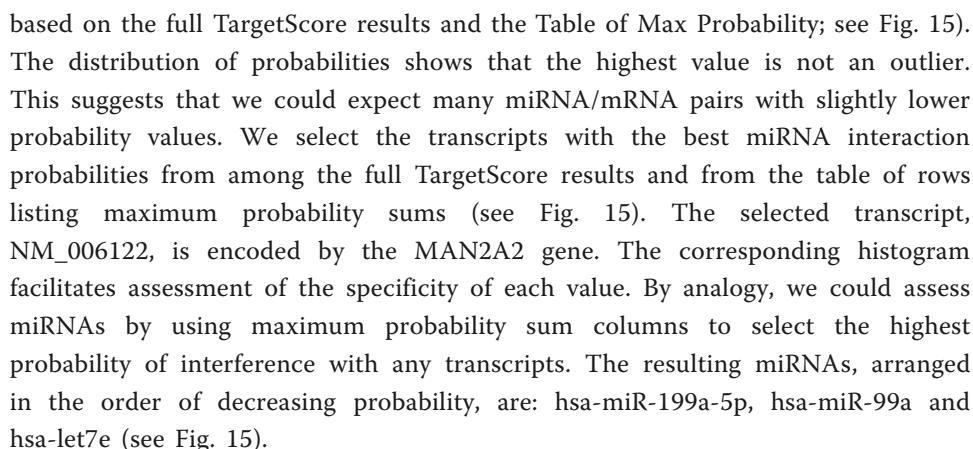 based on the full TargetScore results and the Table of Max Probability; see Fig. 15).
The distribution of probabilities shows that the highest value is not an outlier.
This suggests that we could expect many miRNA/mRNA pairs with slightly lower
probability values. We select the transcripts with the best miRNA interaction
probabilities from among the full TargetScore results and from the table of rows
listing maximum probability sums (see Fig. 15). The selected transcript,
NM_006122, is encoded by the MAN2A2 gene. The corresponding histogram
facilitates assessment of the specificity of each value. By analogy, we could assess
miRNAs by using maximum probability sum columns to select the highest
probability of interference with any transcripts. The resulting miRNAs, arranged
in the order of decreasing probability, are: hsa-miR-199a-5p, hsa-miR-99a and
hsa-let7e (see Fig. 15).